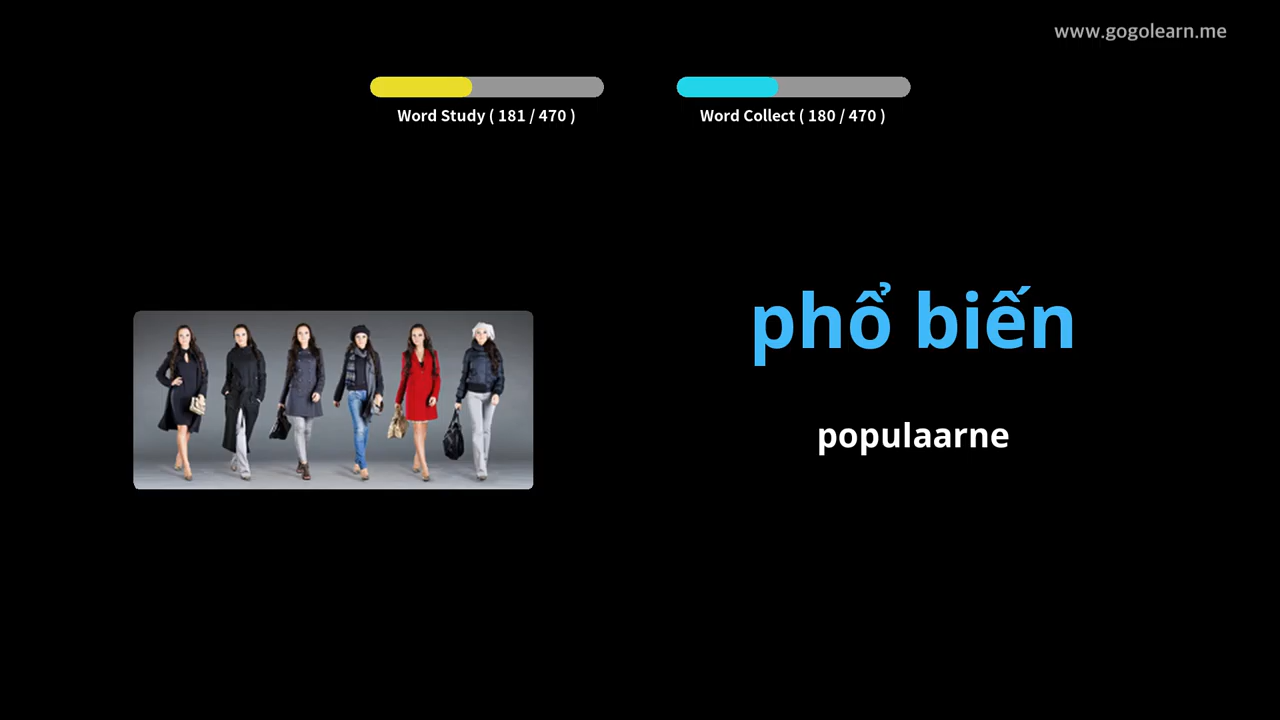 www.gogolearn.me
Word Study ( 181 / 470 )
Word Collect ( 180 / 470 )
phổ biến
populaarne